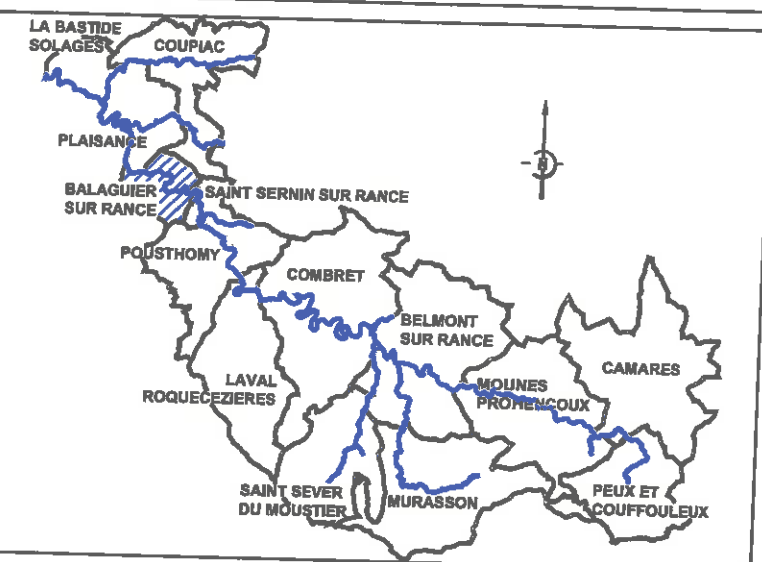 LA BASTIDE
SOLAGES
COUPIAC
PLAISANCE
BALAGUIER
SUR RANCE
SAINT SERNIN SUR RANCE
POUSTHOMY
COMBRET
BELMONT
SUR RANCE
CAMARES
LAVAL
ROQUECEZIERES
MOUNES
PROHENCOUX
SAINT SEVER
DU MOUSTIER
MURASSON
PEUX ET
COUFFOULEUX
N